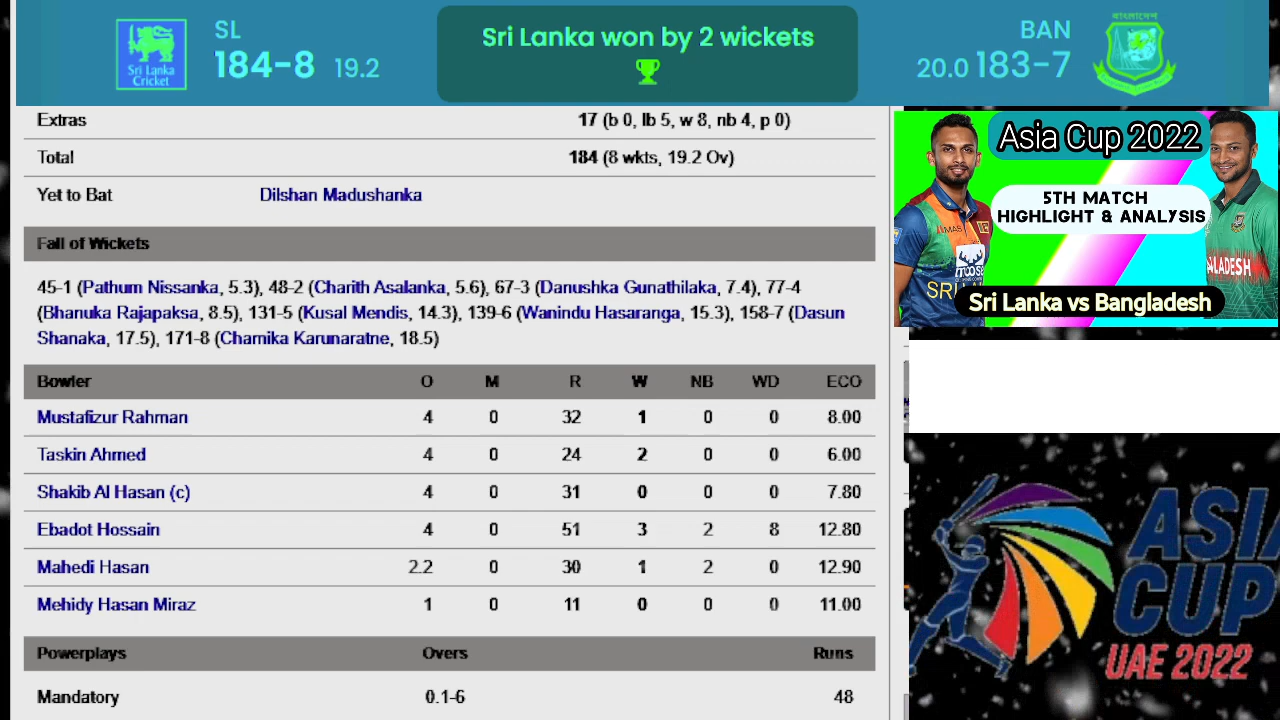 SL
184-8 19.2
Sri Lanka Cricket
Sri Lanka won by 2 wickets
BAN
20.0 183-7
বাংলাদেশ
Extras 17 (b 0, lb 5, w 8, nb 4, p 0)
Total 184 (8 wkts, 19.2 Ov)
Yet to Bat Dilshan Madushanka
Fall of Wickets
45-1 (Pathum Nissanka, 5.3), 48-2 (Charith Asalanka, 5.6), 67-3 (Danushka Gunathilaka, 7.4), 77-4
(Bhanuka Rajapaksa, 8.5), 131-5 (Kusal Mendis, 14.3), 139-6 (Wanindu Hasaranga, 15.3), 158-7 (Dasun
Shanaka, 17.5), 171-8 (Chamika Karunaratne, 18.5)
Bowler O M R W NB WD ECO
Mustafizur Rahman 4 0 32 1 0 0 8.00
Taskin Ahmed 4 0 24 2 0 0 6.00
Shakib Al Hasan (c) 4 0 31 0 0 0 7.80
Ebadot Hossain 4 0 51 3 2 8 12.80
Mahedi Hasan 2.2 0 30 1 2 0 12.90
Mehidy Hasan Miraz 1 0 11 0 0 0 11.00
Powerplays Overs Runs
Mandatory 0.1-6 48
Asia Cup 2022
5TH MATCH
HIGHLIGHT & ANALYSIS
moose
SRI
Sri Lanka vs Bangladesh
ASIA
CUP
UAE 2022